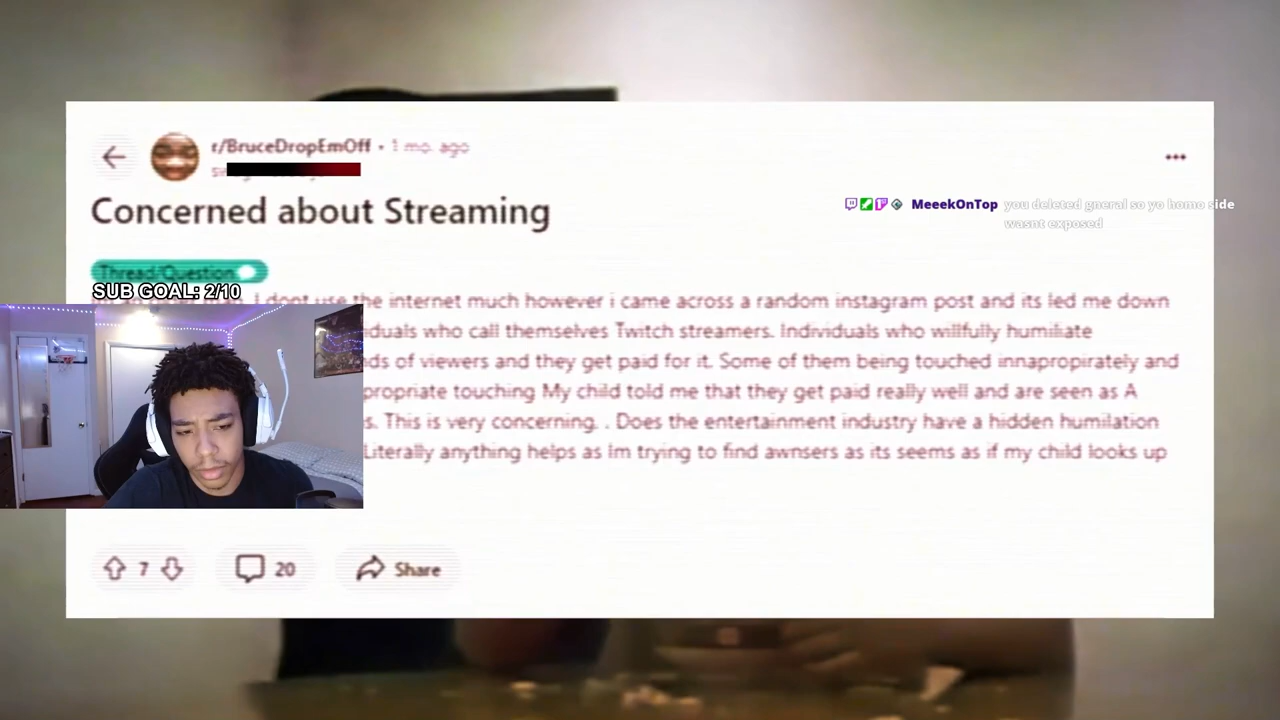 r/BruceDropEmOff • 1 mo. ago
Concerned about Streaming
MeeekOnTop you deleted gneral so yo homo side
wasnt exposed
Thread/Question
SUB GOAL: 2/10
I dont use the internet much however i came across a random instagram post and its led me down
iduals who call themselves Twitch streamers. Individuals who willfully humiliate
ds of viewers and they get paid for it. Some of them being touched innapropirately and
propriate touching My child told me that they get paid really well and are seen as A
s. This is very concerning. . Does the entertainment industry have a hidden humilation
Literally anything helps as Im trying to find awnsers as its seems as if my child looks up
7
20
Share